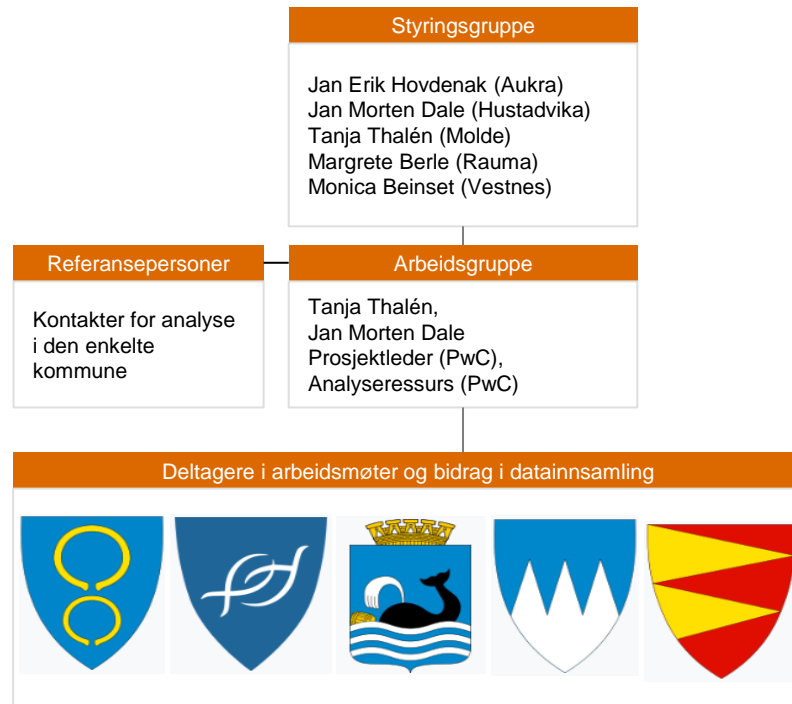 Styringsgruppe
Jan Erik Hovdenak (Aukra)
Jan Morten Dale (Hustadvika)
Tanja Thalén (Molde)
Margrete Berle (Rauma)
Monica Beinset (Vestnes)
Referansepersoner
Kontakter for analyse
i den enkelte
kommune
Arbeidsgruppe
Tanja Thalén,
Jan Morten Dale
Prosjektleder (PwC),
Analyseressurs (PwC)
Deltagere i arbeidsmøter og bidrag i datainnsamling